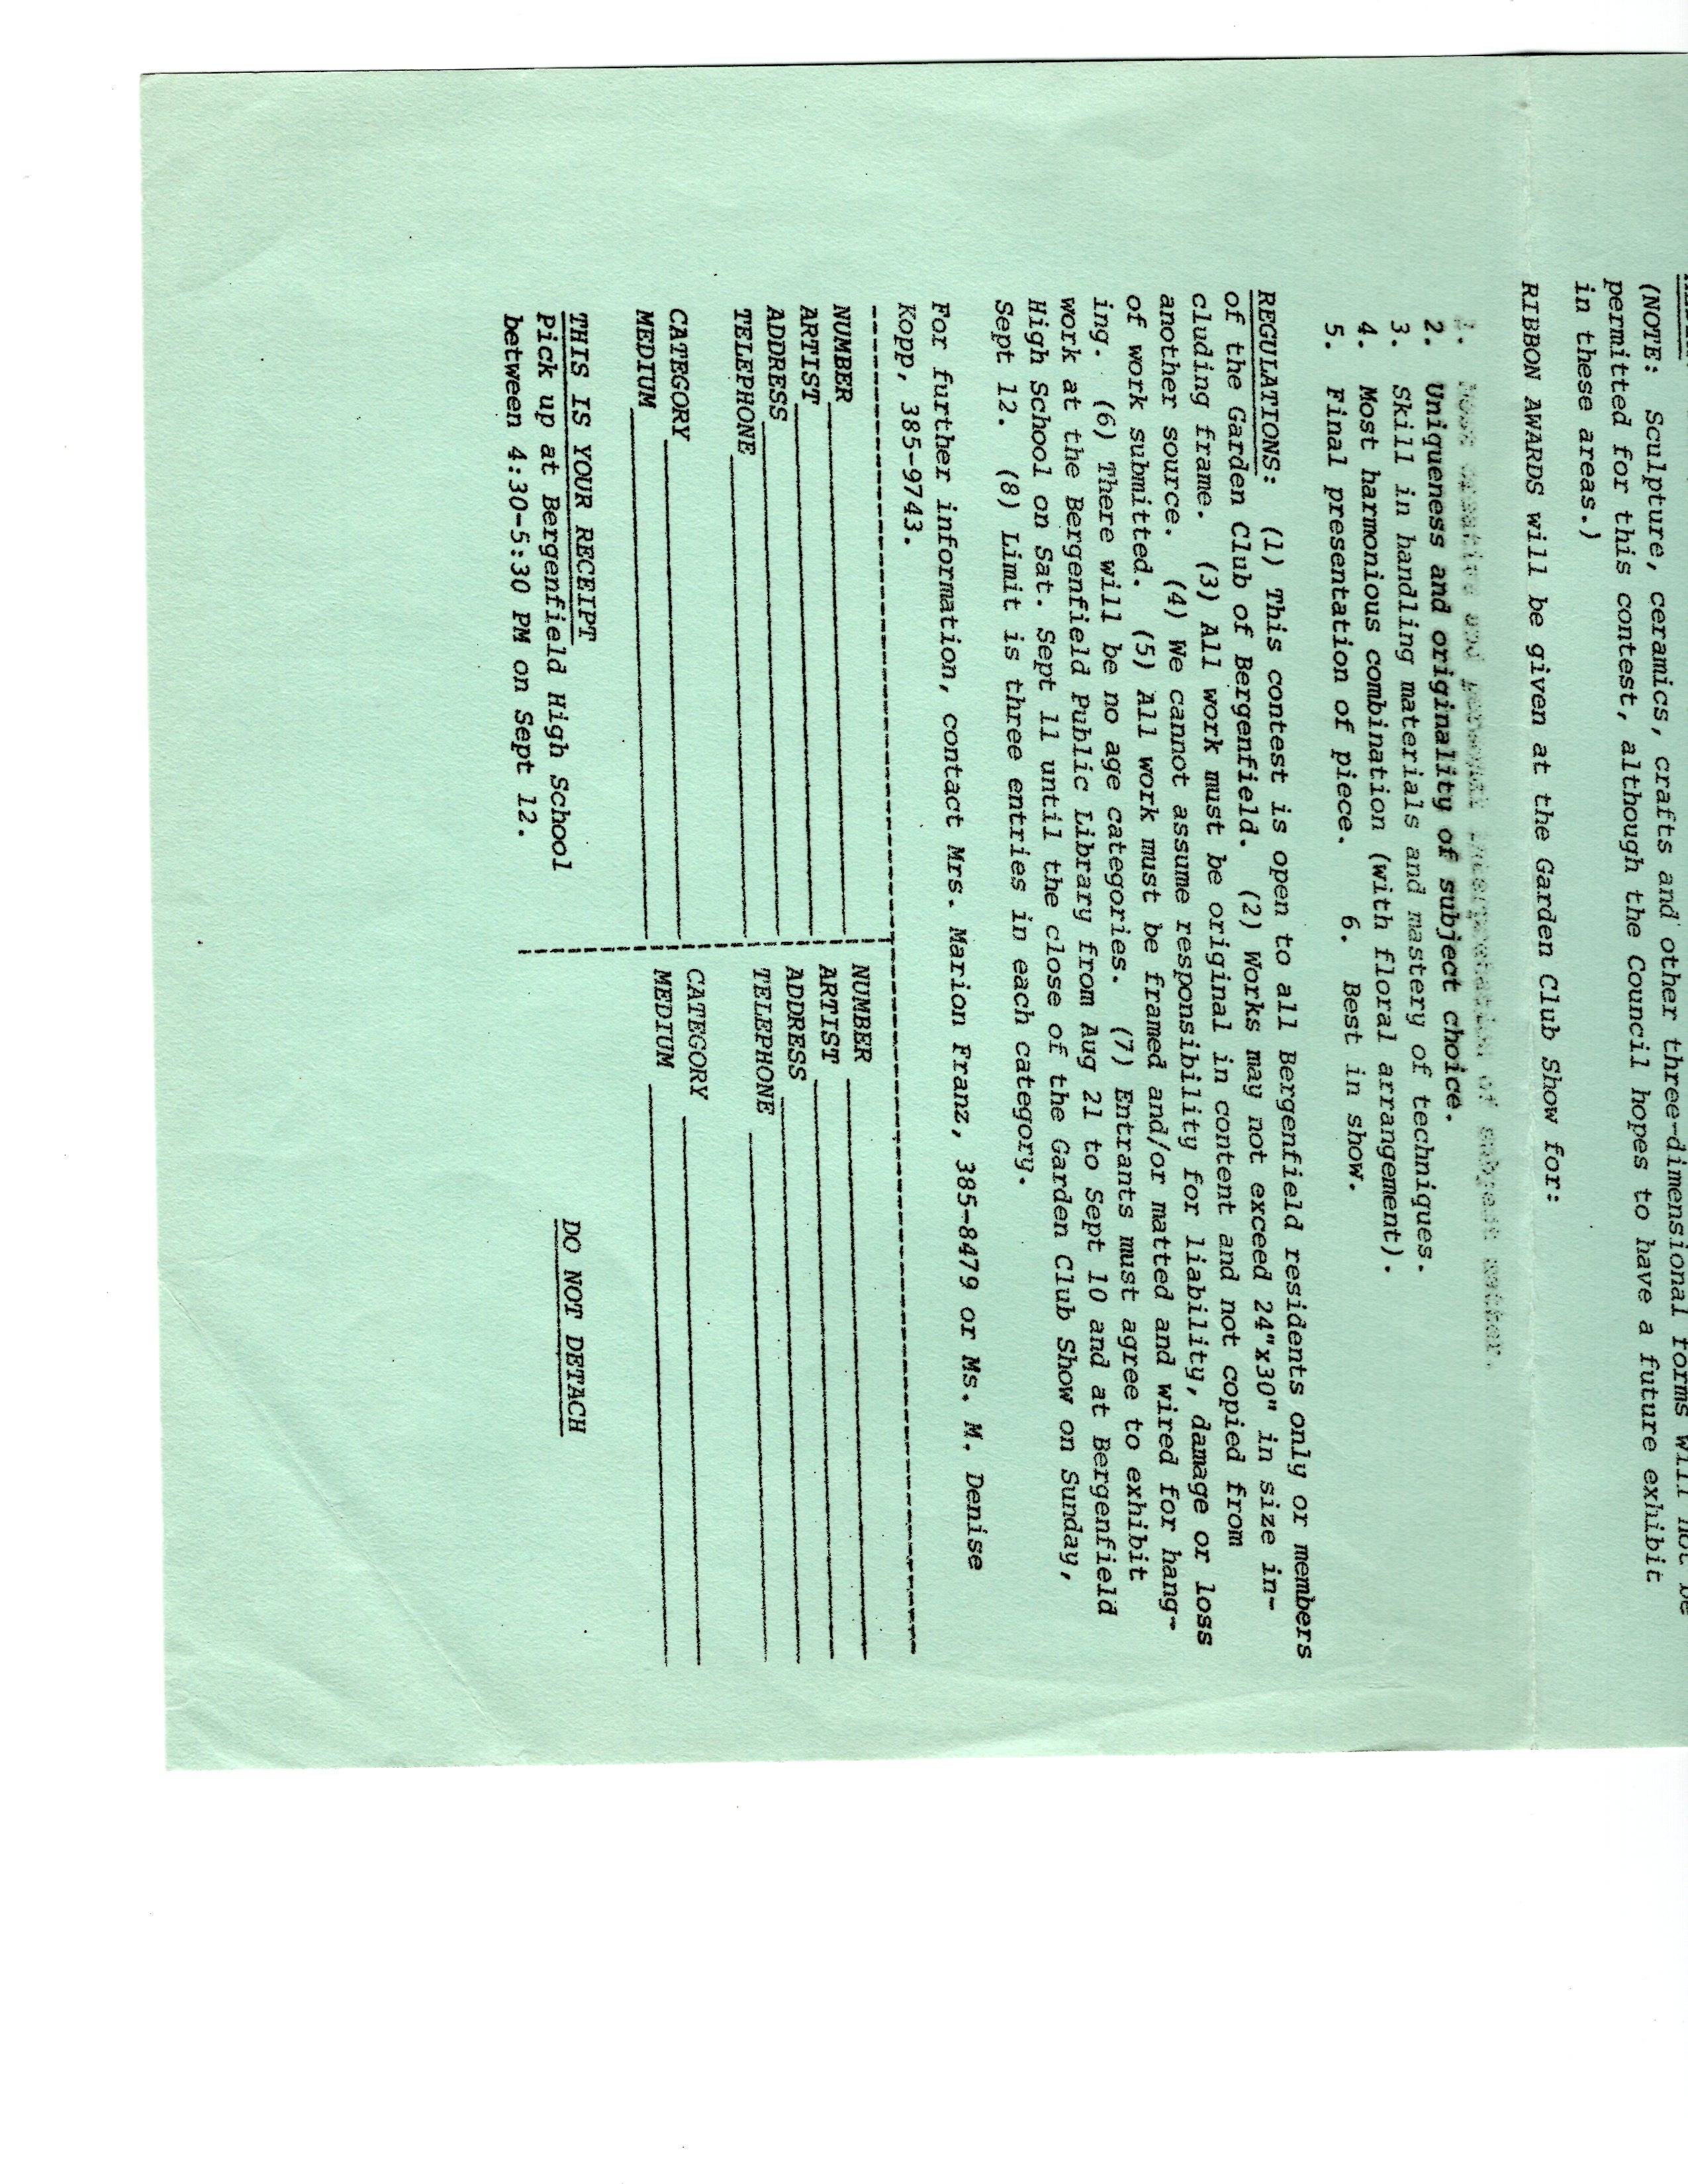 (NOTE: Sculpture, ceramics, crafts and other three-dimensional forms will not be
permitted for this contest, although the Council hopes to have a future exhibit
in these areas.)
RIBBON AWARDS will be given at the Garden Club Show for:
1. Most creative and personal interpretation of subject matter.
2. Uniqueness and originality of subject choice.
3. Skill in handling materials and mastery of techniques.
4. Most harmonious combination (with floral arrangement).
5. Final presentation of piece. 6. Best in show.
REGULATIONS: (1) This contest is open to all Bergenfield residents only or members
of the Garden Club of Bergenfield. (2) Works may not exceed 24"x30" in size in-
cluding frame. (3) All work must be original in content and not copied from
another source. (4) We cannot assume responsibility for liability, damage or loss
of work submitted. (5) All work must be framed and/or matted and wired for hang-
ing. (6) There will be no age categories. (7) Entrants must agree to exhibit
work at the Bergenfield Public Library from Aug 21 to Sept 10 and at Bergenfield
High School on Sat. Sept 11 until the close of the Garden Club Show on Sunday,
Sept 12. (8) Limit is three entries in each category.
For further information, contact Mrs. Marion Franz, 385-8479 or Ms. M. Denise
Kopp, 385-9743.
NUMBER
ARTIST
ADDRESS
TELEPHONE
CATEGORY
MEDIUM
THIS IS YOUR RECEIPT
Pick up at Bergenfield High School
between 4:30-5:30 PM on Sept 12.
NUMBER
ARTIST
ADDRESS
TELEPHONE
CATEGORY
MEDIUM
DO NOT DETACH